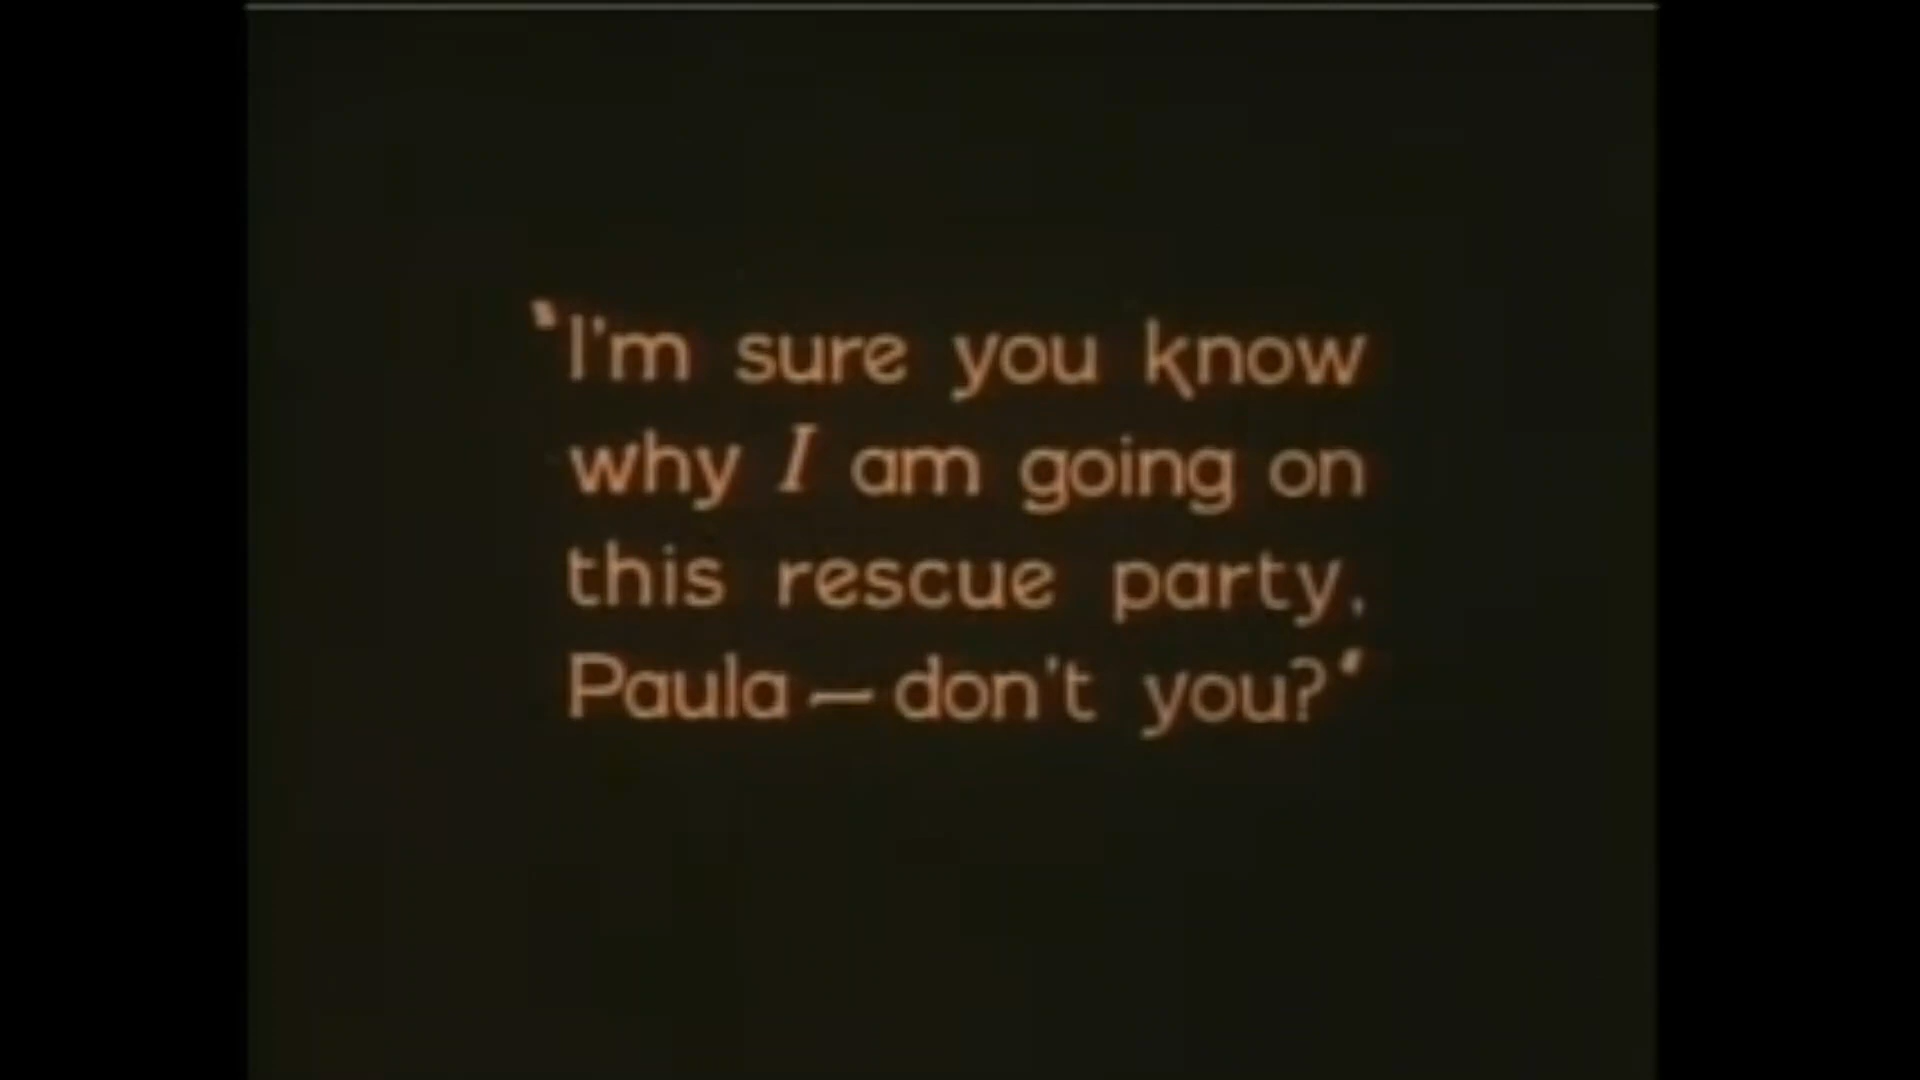 "I'm sure you know
why I am going on
this rescue party,
Paula — don't you?"